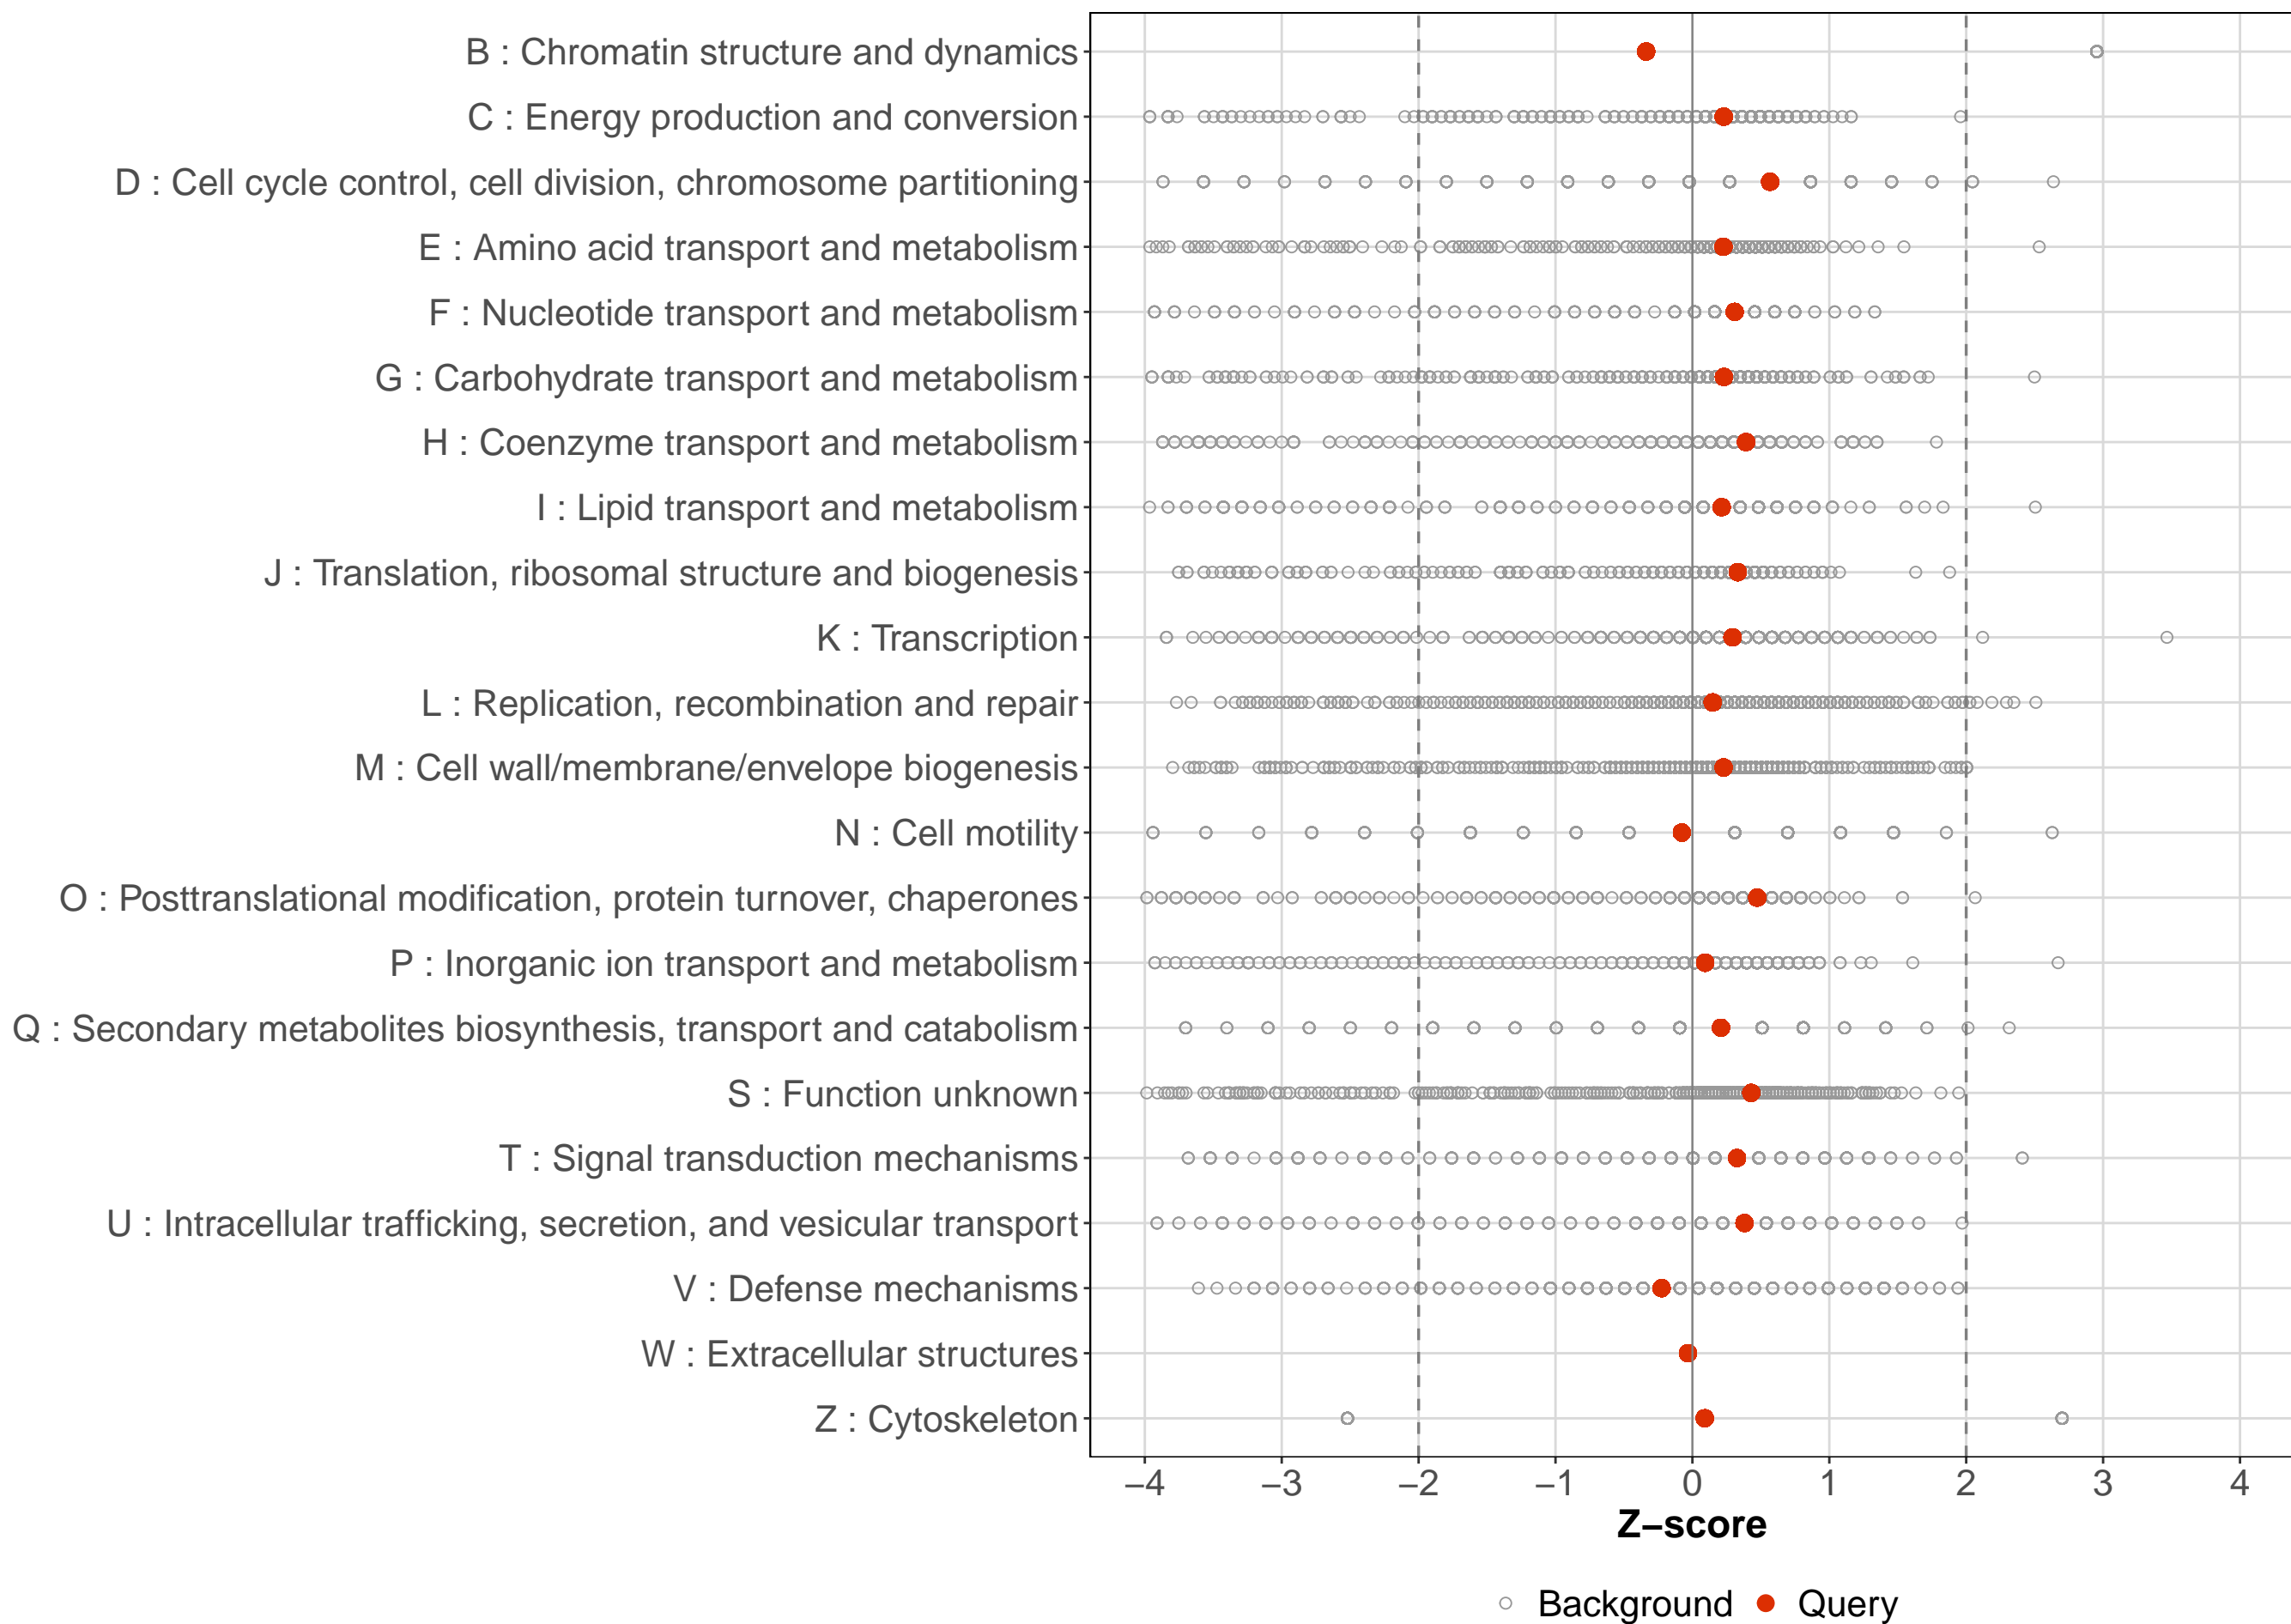 B : Chromatin structure and dynamics
C : Energy production and conversion
D : Cell cycle control, cell division, chromosome partitioning
E : Amino acid transport and metabolism
F : Nucleotide transport and metabolism
G : Carbohydrate transport and metabolism
H : Coenzyme transport and metabolism
I : Lipid transport and metabolism
J : Translation, ribosomal structure and biogenesis
K : Transcription
L : Replication, recombination and repair
M : Cell wall/membrane/envelope biogenesis
N : Cell motility
O : Posttranslational modification, protein turnover, chaperones
P : Inorganic ion transport and metabolism
Q : Secondary metabolites biosynthesis, transport and catabolism
S : Function unknown
T : Signal transduction mechanisms
U : Intracellular trafficking, secretion, and vesicular transport
V : Defense mechanisms
W : Extracellular structures
Z : Cytoskeleton
−4 −3 −2 −1 0 1 2 3 4
Z−score
Background Query